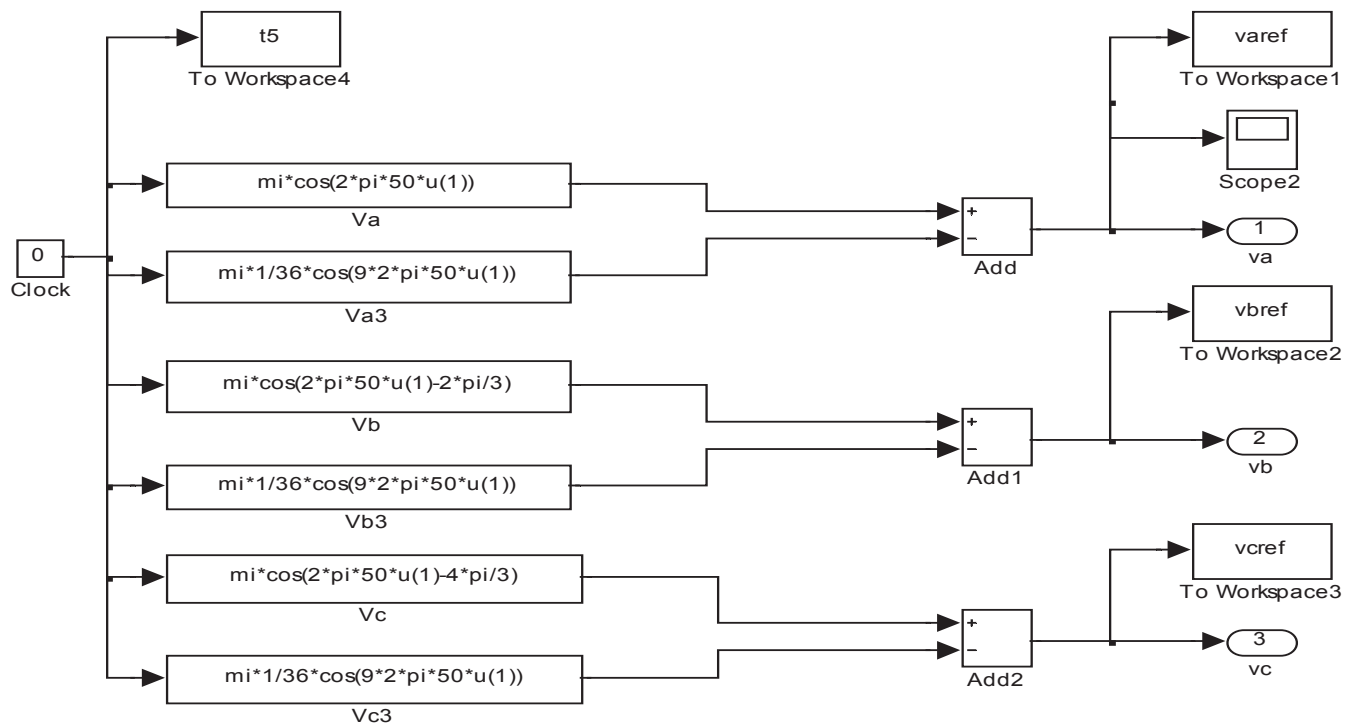 t5
To Workspace4
varef
To Workspace1
Scope2
mi*cos(2*pi*50*u(1))
Va
+
−
Add
1
va
0
Clock
mi*1/36*cos(9*2*pi*50*u(1))
Va3
vbref
To Workspace2
mi*cos(2*pi*50*u(1)-2*pi/3)
Vb
+
−
Add1
2
vb
mi*1/36*cos(9*2*pi*50*u(1))
Vb3
vcref
To Workspace3
mi*cos(2*pi*50*u(1)-4*pi/3)
Vc
+
−
Add2
3
vc
mi*1/36*cos(9*2*pi*50*u(1))
Vc3